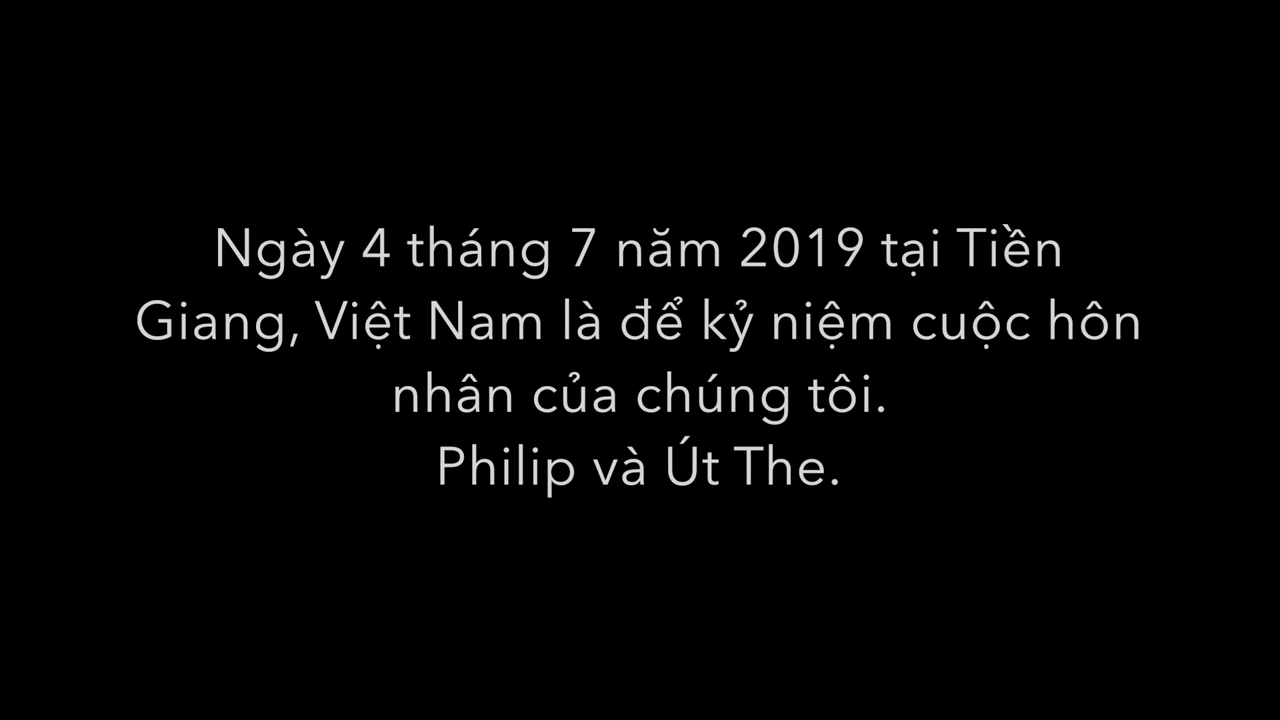 Ngày 4 tháng 7 năm 2019 tại Tiền
Giang, Việt Nam là để kỷ niệm cuộc hôn
nhân của chúng tôi.
Philip và Út The.